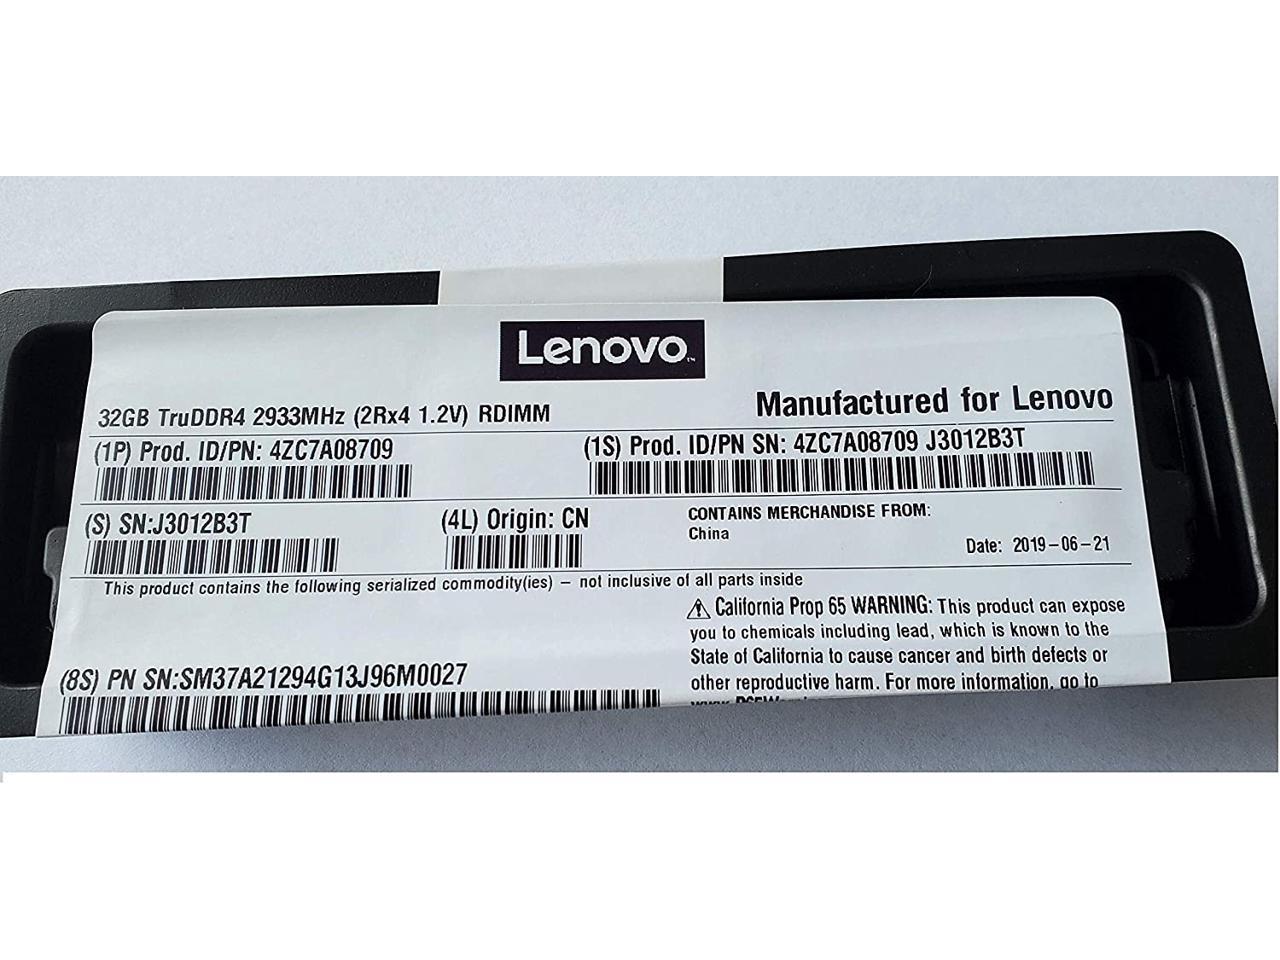 Lenovo™
32GB TruDDR4 2933MHz (2Rx4 1.2V) RDIMM
Manufactured for Lenovo
(1P) Prod. ID/PN: 4ZC7A08709
(1S) Prod. ID/PN SN: 4ZC7A08709 J3012B3T
(S) SN:J3012B3T
(4L) Origin: CN
CONTAINS MERCHANDISE FROM:
China
Date: 2019-06-21
This product contains the following serialized commodity(ies) – not inclusive of all parts inside
⚠ California Prop 65 WARNING: This product can expose
you to chemicals including lead, which is known to the
State of California to cause cancer and birth defects or
other reproductive harm. For more information, go to
(8S) PN SN:SM37A21294G13J96M0027